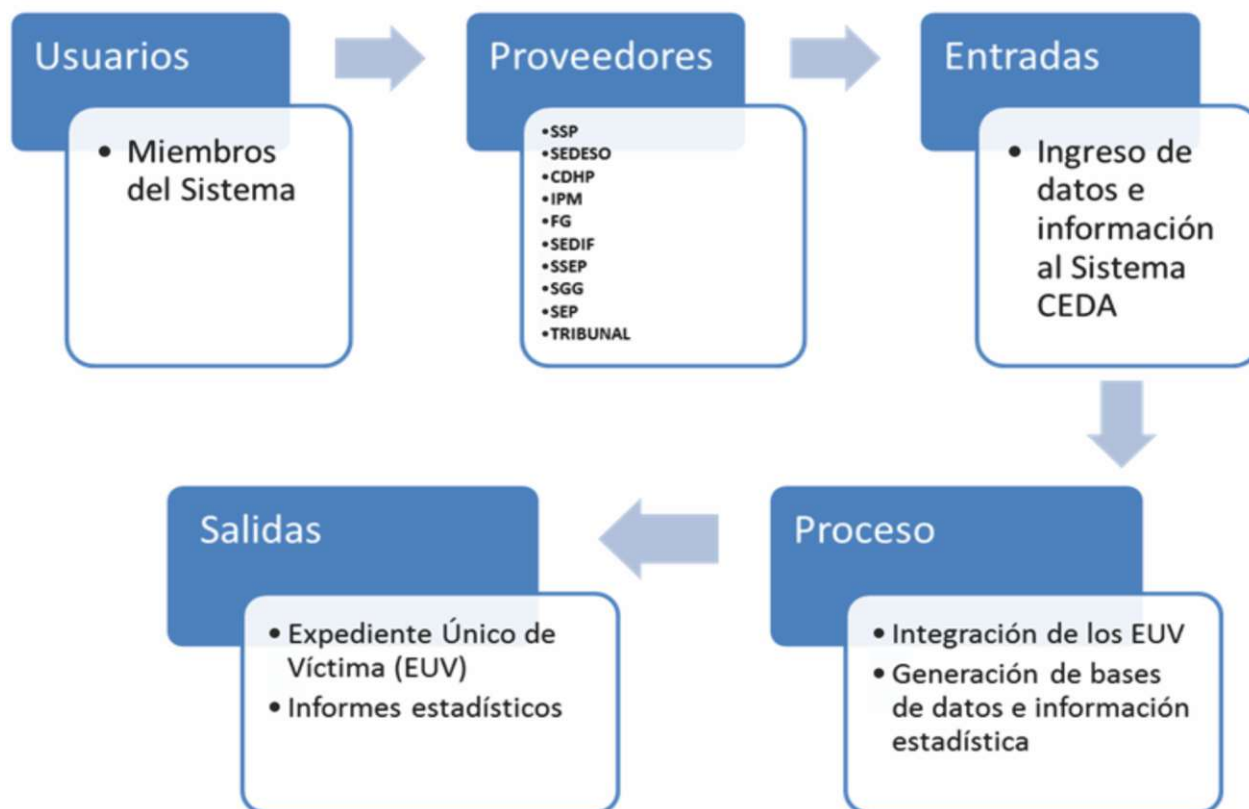 Usuarios
• Miembros
del Sistema
Proveedores
•SSP
•SEDESO
•CDHP
•IPM
•FG
•SEDIF
•SSEP
•SGG
•SEP
•TRIBUNAL
Entradas
• Ingreso de
datos e
información
al Sistema
CEDA
Proceso
• Integración de los EUV
• Generación de bases
de datos e información
estadística
Salidas
• Expediente Único de
Víctima (EUV)
• Informes estadísticos